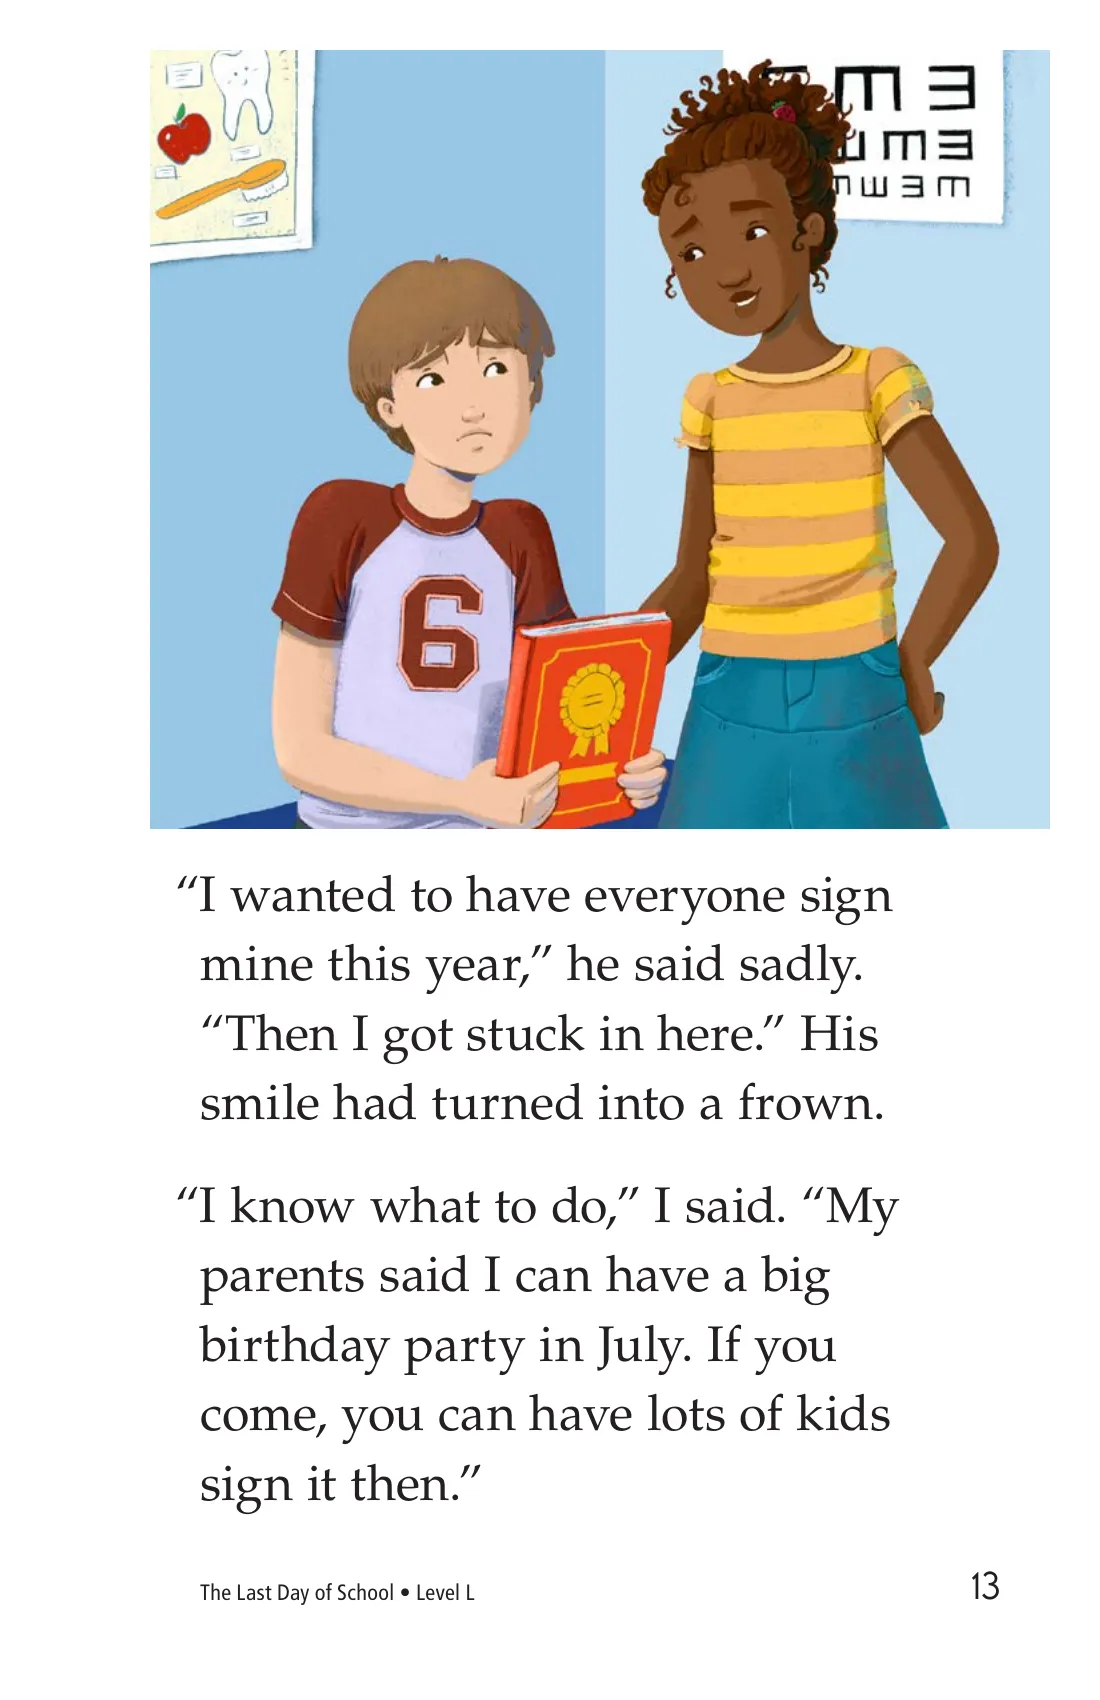 6
“I wanted to have everyone sign
mine this year,” he said sadly.
“Then I got stuck in here.” His
smile had turned into a frown.
“I know what to do,” I said. “My
parents said I can have a big
birthday party in July. If you
come, you can have lots of kids
sign it then.”
The Last Day of School • Level L
13